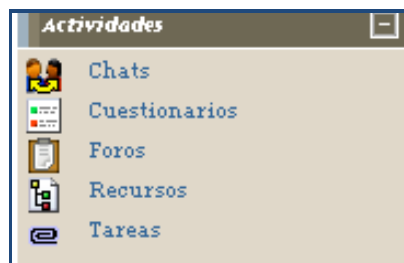 Actividades
Chats
Cuestionarios
Foros
Recursos
Tareas